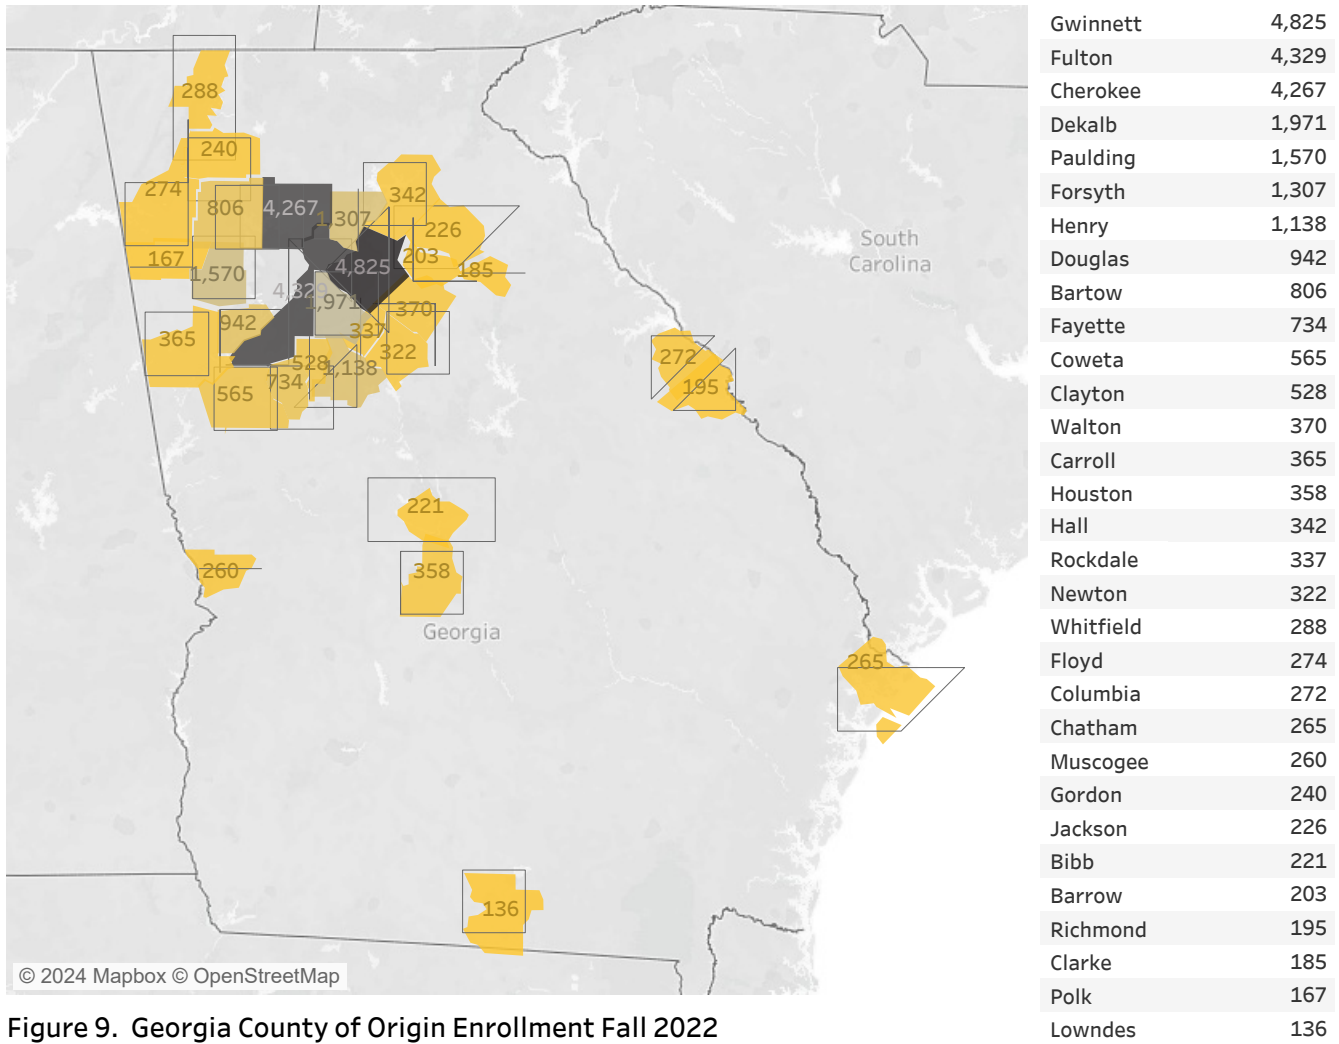 288
240
274
806
4,267
1,307
342
226
203
167
1,570
4,825
185
4,329
1,971
370
942
337
365
528
322
1,138
734
565
272
195
221
260
358
265
136
South
Carolina
Georgia
© 2024 Mapbox © OpenStreetMap
Gwinnett 4,825
Fulton 4,329
Cherokee 4,267
Dekalb 1,971
Paulding 1,570
Forsyth 1,307
Henry 1,138
Douglas 942
Bartow 806
Fayette 734
Coweta 565
Clayton 528
Walton 370
Carroll 365
Houston 358
Hall 342
Rockdale 337
Newton 322
Whitfield 288
Floyd 274
Columbia 272
Chatham 265
Muscogee 260
Gordon 240
Jackson 226
Bibb 221
Barrow 203
Richmond 195
Clarke 185
Polk 167
Lowndes 136
Figure 9. Georgia County of Origin Enrollment Fall 2022